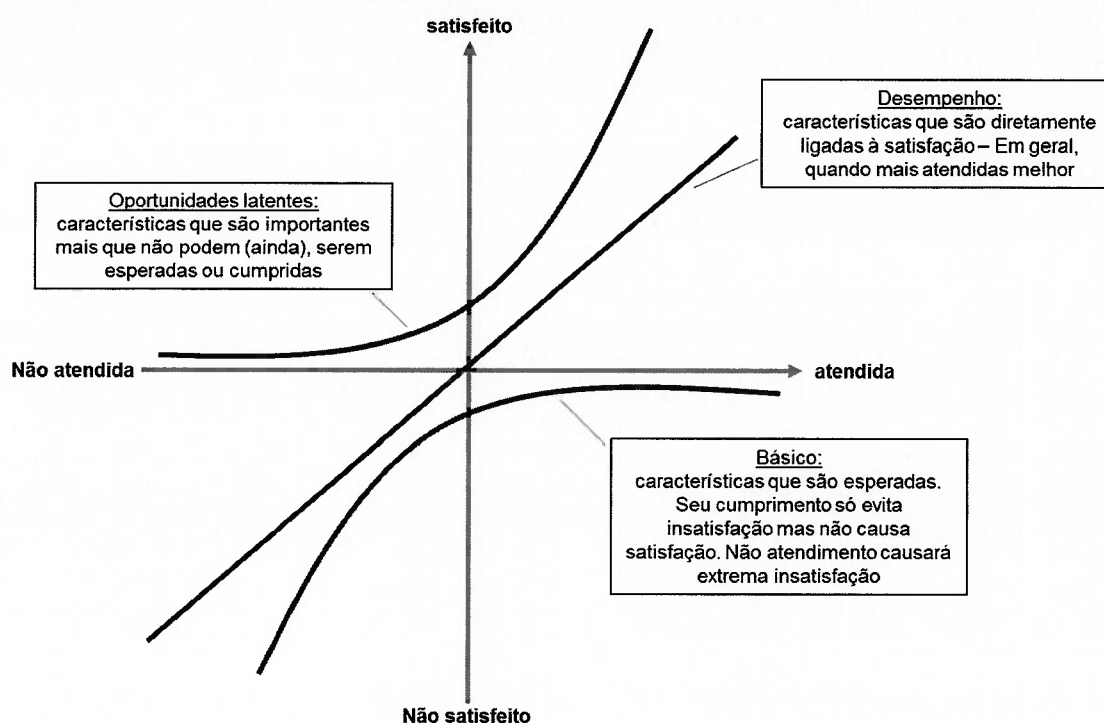 satisfeito
Desempenho:
características que são diretamente
ligadas à satisfação – Em geral,
quando mais atendidas melhor
Oportunidades latentes:
características que são importantes
mais que não podem (ainda), serem
esperadas ou cumpridas
Não atendida
atendida
Básico:
características que são esperadas.
Seu cumprimento só evita
insatisfação mas não causa
satisfação. Não atendimento causará
extrema insatisfação
Não satisfeito